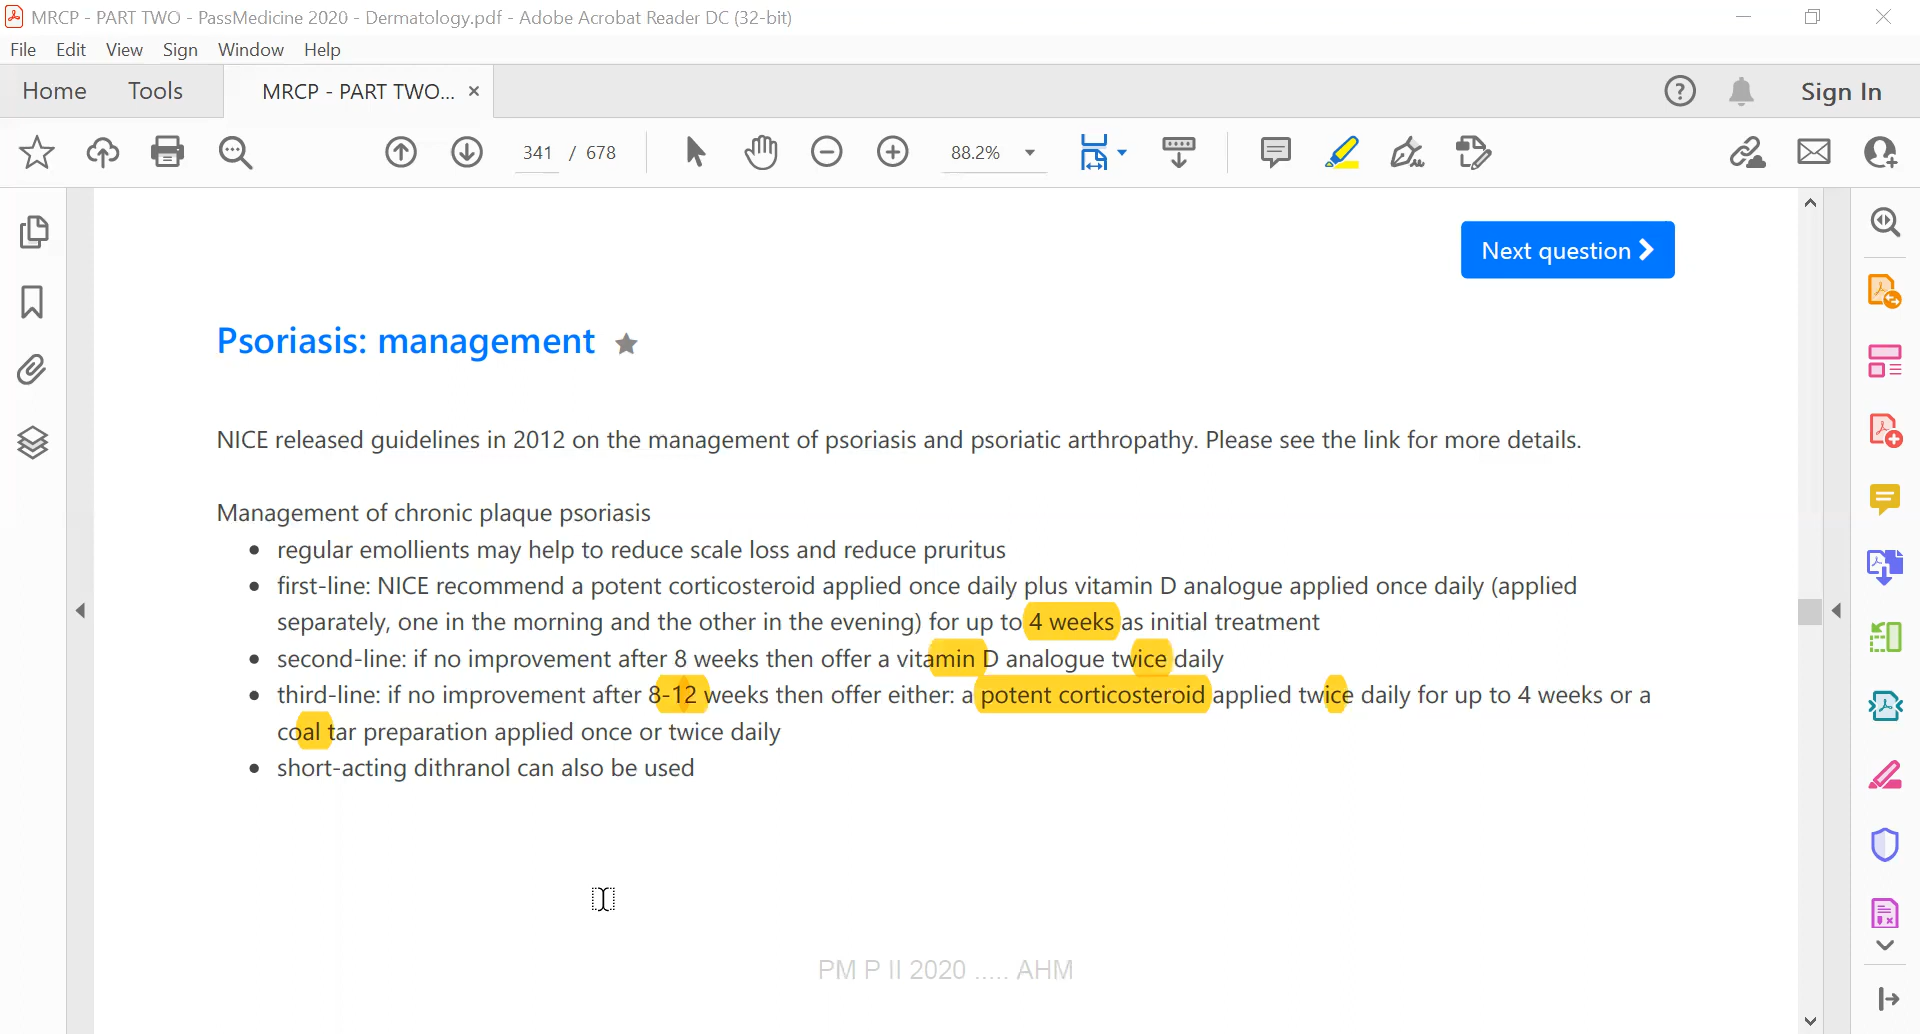 MRCP - PART TWO - PassMedicine 2020 - Dermatology.pdf - Adobe Acrobat Reader DC (32-bit)
File Edit View Sign Window Help
Home Tools MRCP - PART TWO... × Sign In
341 / 678 88.2%
Next question
Psoriasis: management
NICE released guidelines in 2012 on the management of psoriasis and psoriatic arthropathy. Please see the link for more details.
Management of chronic plaque psoriasis
• regular emollients may help to reduce scale loss and reduce pruritus
• first-line: NICE recommend a potent corticosteroid applied once daily plus vitamin D analogue applied once daily (applied
separately, one in the morning and the other in the evening) for up to 4 weeks as initial treatment
• second-line: if no improvement after 8 weeks then offer a vitamin D analogue twice daily
• third-line: if no improvement after 8-12 weeks then offer either: a potent corticosteroid applied twice daily for up to 4 weeks or a
coal tar preparation applied once or twice daily
• short-acting dithranol can also be used
PM P II 2020 ..... AHM